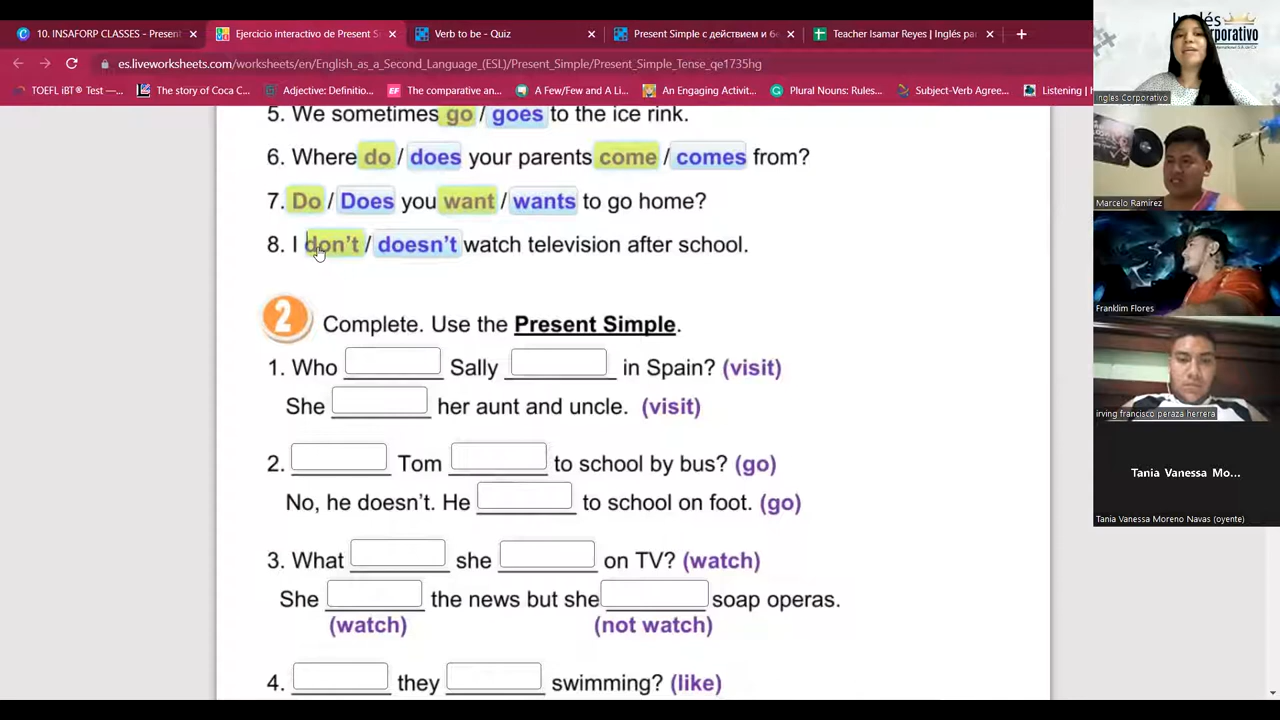 10. INSAFORP CLASSES - Present
Ejercicio interactivo de Present S
Verb to be - Quiz
Present Simple с действием и бе
Teacher Isamar Reyes | Inglés pa
es.liveworksheets.com/worksheets/en/English_as_a_Second_Language_(ESL)/Present_Simple/Present_Simple_Tense_qe1735hg
TOEFL iBT® Test —...
The story of Coca C...
Adjective: Definitio...
The comparative an...
A Few/Few and A Li...
An Engaging Activit...
Plural Nouns: Rules...
Subject-Verb Agree...
Listening |
5. We sometimes go / goes to the ice rink.
6. Where do / does your parents come / comes from?
7. Do / Does you want / wants to go home?
8. I don't / doesn't watch television after school.
2 Complete. Use the Present Simple.
1. Who Sally in Spain? (visit)
She her aunt and uncle. (visit)
2. Tom to school by bus? (go)
No, he doesn't. He to school on foot. (go)
3. What she on TV? (watch)
She the news but she soap operas.
(watch) (not watch)
4. they swimming? (like)
Inglés Corporativo
Marcelo Ramirez
Franklim Flores
irving francisco peraza herrera
Tania Vanessa Mo...
Tania Vanessa Moreno Navas (oyente)